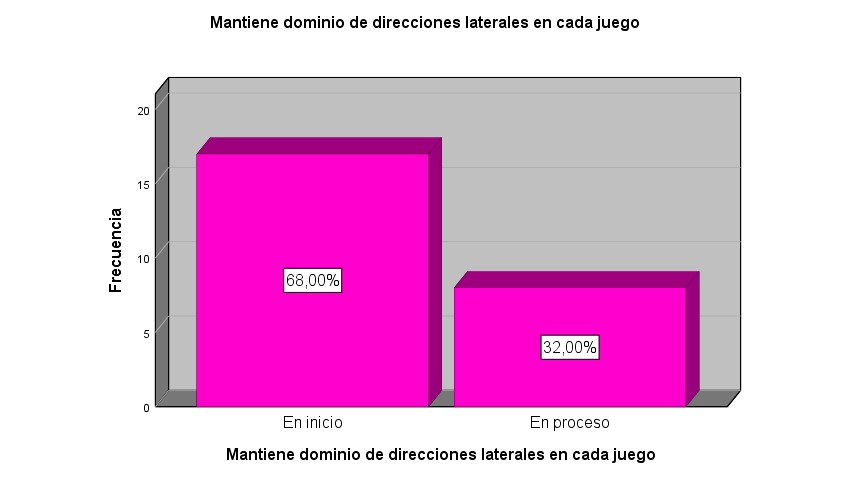 Mantiene dominio de direcciones laterales en cada juego
Frecuencia
20
15
10
5
0
68,00%
32,00%
En inicio
En proceso
Mantiene dominio de direcciones laterales en cada juego